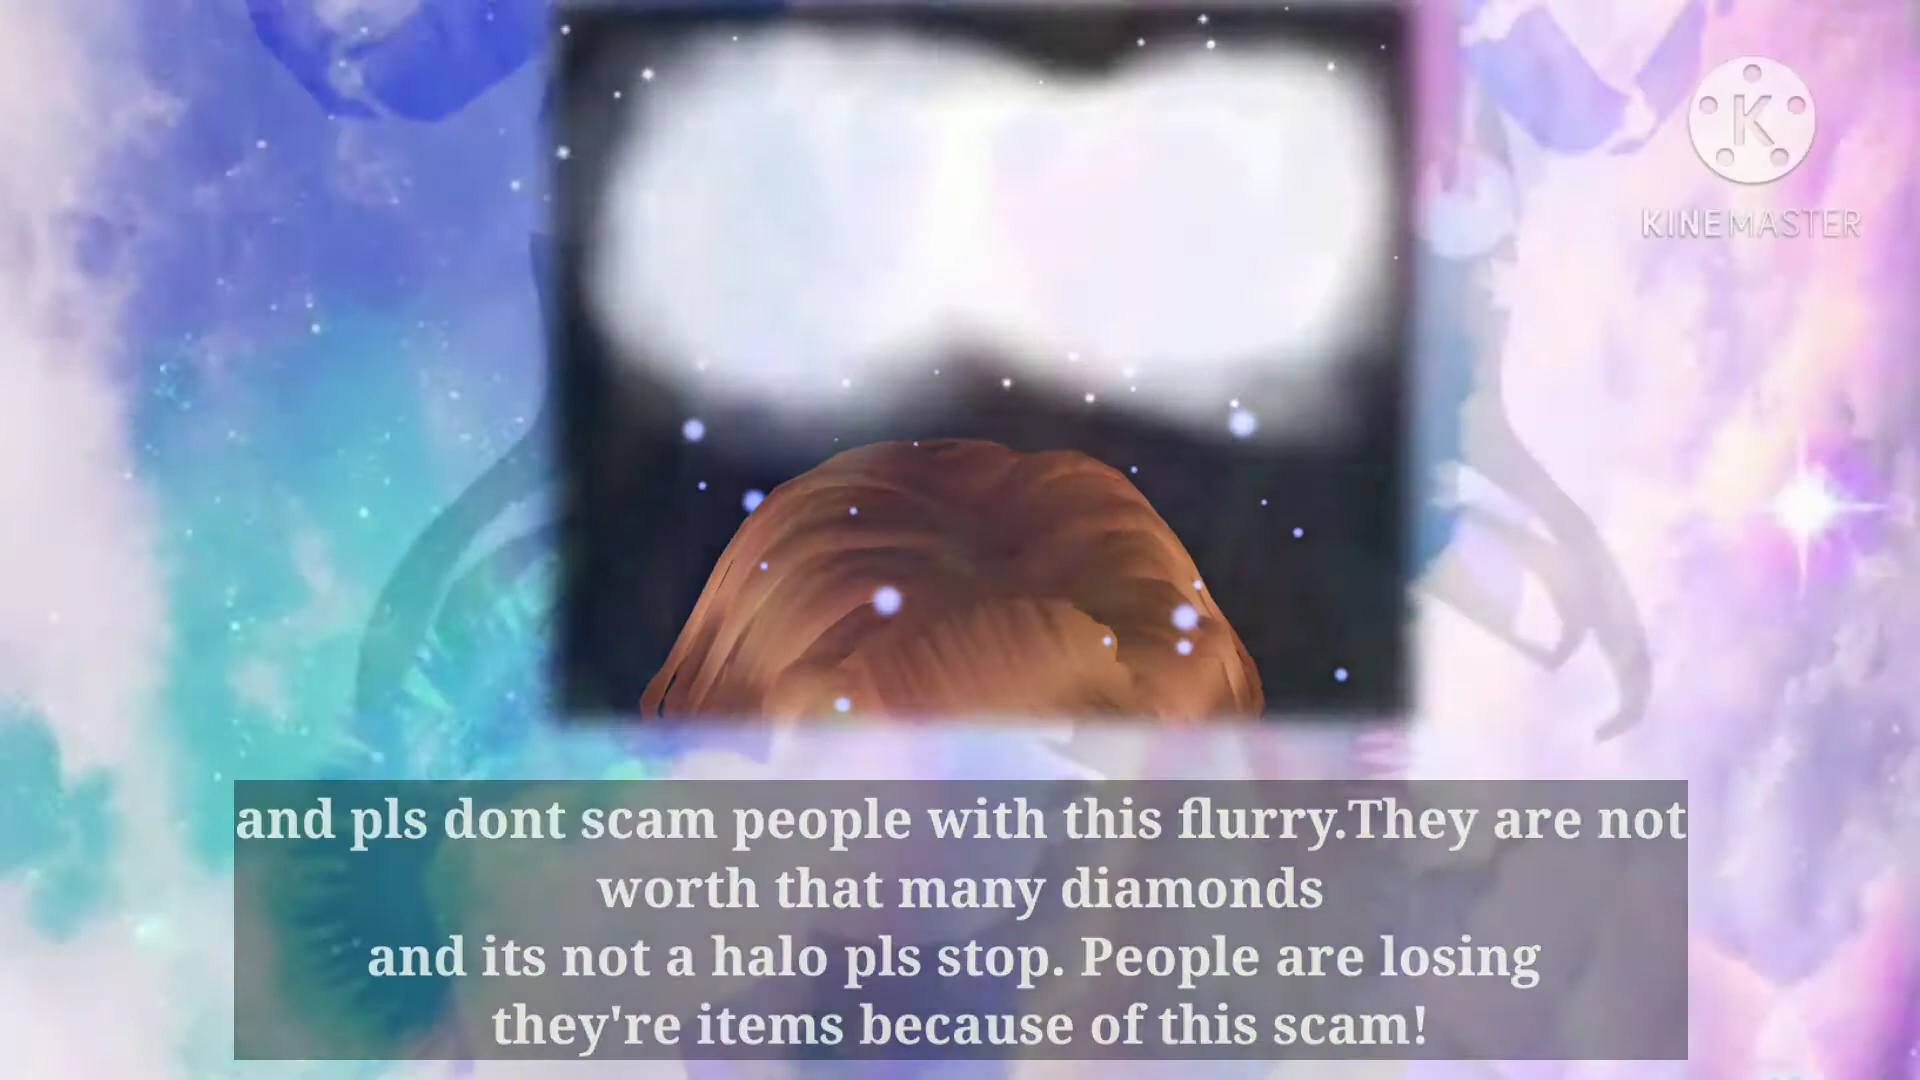 K
KINEMASTER
and pls dont scam people with this flurry.They are not
worth that many diamonds
and its not a halo pls stop. People are losing
they're items because of this scam!